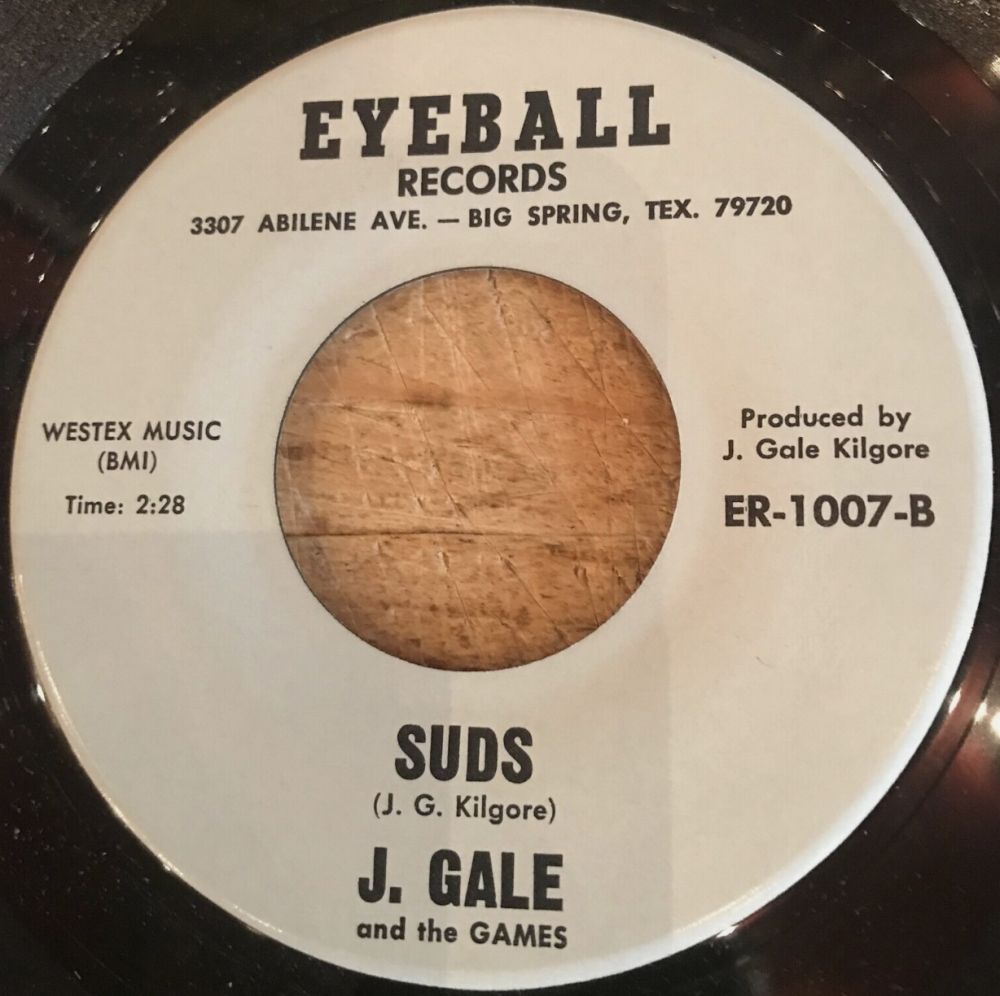 EYEBALL
RECORDS
3307 ABILENE AVE. — BIG SPRING, TEX. 79720
WESTEX MUSIC
(BMI)
Time: 2:28
Produced by
J. Gale Kilgore
ER-1007-B
SUDS
(J. G. Kilgore)
J. GALE
and the GAMES